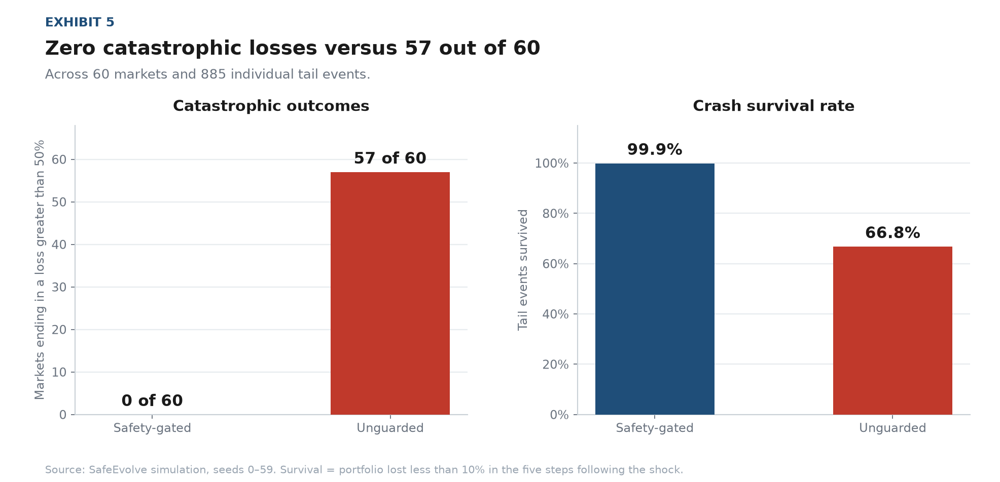 EXHIBIT 5
Zero catastrophic losses versus 57 out of 60
Across 60 markets and 885 individual tail events.
Catastrophic outcomes
Markets ending in a loss greater than 50%
60
50
40
30
20
10
0
0 of 60
57 of 60
Safety-gated
Unguarded
Crash survival rate
Tail events survived
100%
80%
60%
40%
20%
0%
99.9%
66.8%
Safety-gated
Unguarded
Source: SafeEvolve simulation, seeds 0–59. Survival = portfolio lost less than 10% in the five steps following the shock.